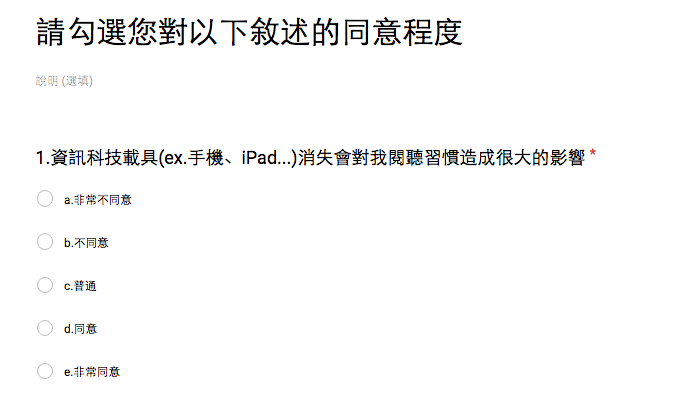 請勾選您對以下敘述的同意程度
說明 (選填)
1.資訊科技載具(ex.手機、iPad...)消失會對我閱聽習慣造成很大的影響 *
a.非常不同意
b.不同意
c.普通
d.同意
e.非常同意